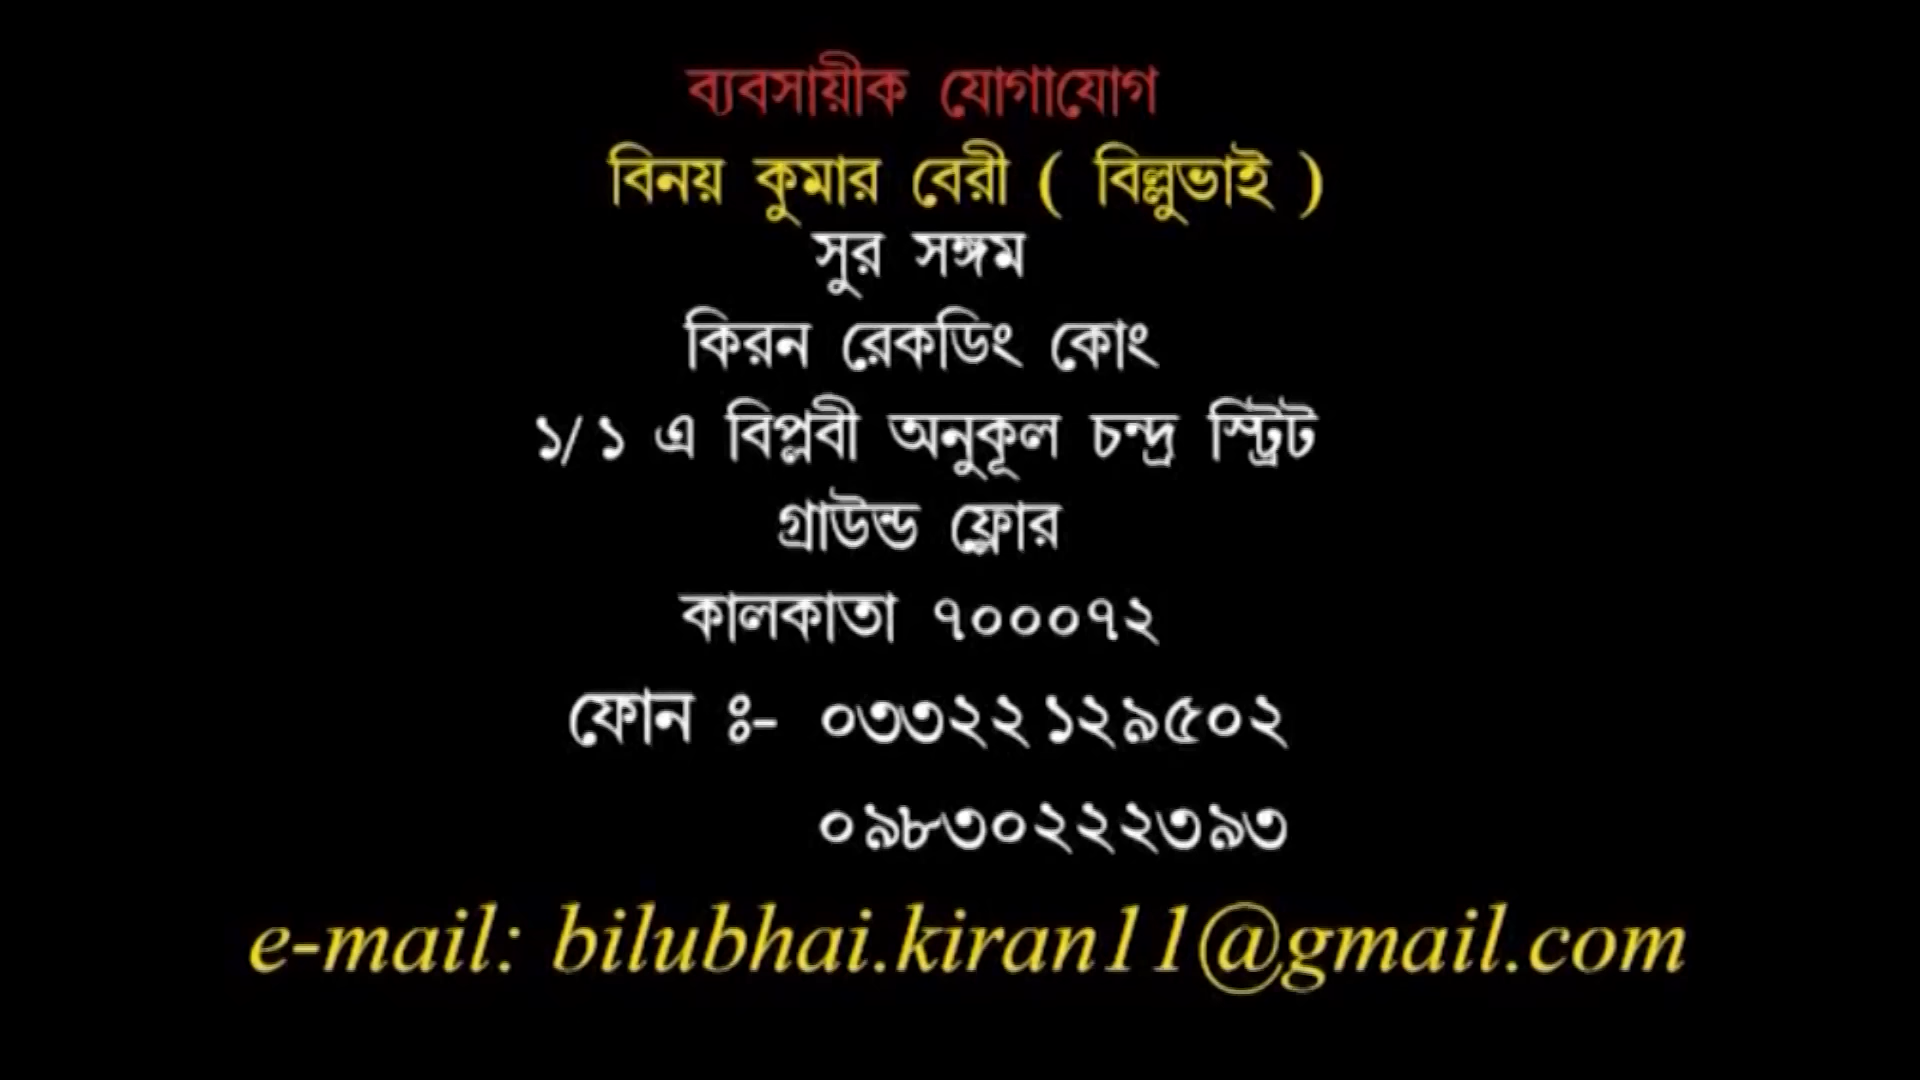 ব্যবসায়ীক যোগাযোগ
বিনয় কুমার বেরী ( বিল্লুভাই )
সুর সঙ্গম
কিরন রেকডিং কোং
১/১ এ বিপ্লবী অনুকূল চন্দ্র স্ট্রিট
গ্রাউন্ড ফ্লোর
কালকাতা ৭০০০৭২
ফোন ঃ- ০৩৩২২১২৯৫০২
০৯৮৩০২২২৩৯৩
e-mail: bilubhai.kiran11@gmail.com